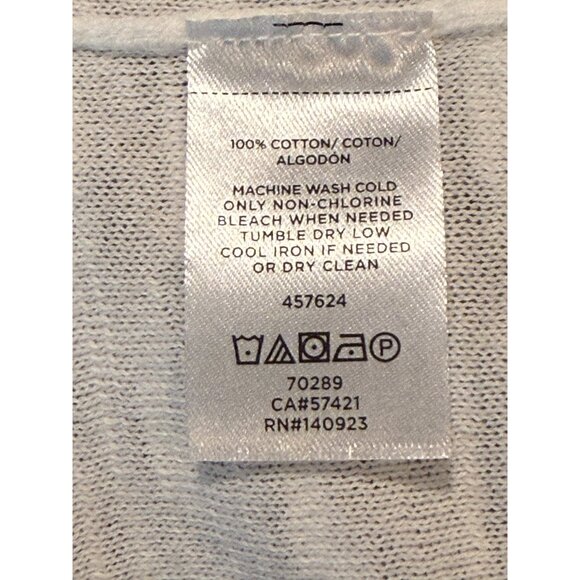 100% COTTON/ COTON/
ALGODÓN
MACHINE WASH COLD
ONLY NON-CHLORINE
BLEACH WHEN NEEDED
TUMBLE DRY LOW
COOL IRON IF NEEDED
OR DRY CLEAN
457624
P
70289
CA#57421
RN#140923